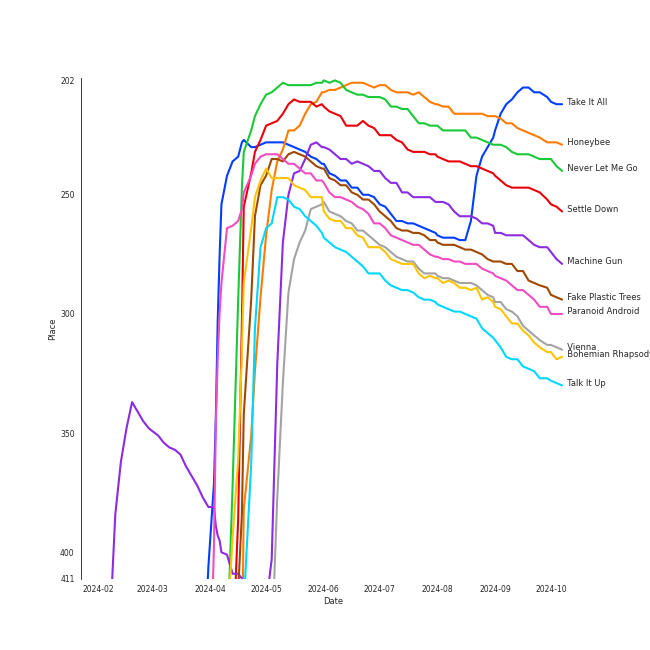 202
250
300
350
400
411
Place
2024-02
2024-03
2024-04
2024-05
2024-06
2024-07
2024-08
2024-09
2024-10
Date
Take It All
Honeybee
Never Let Me Go
Settle Down
Machine Gun
Fake Plastic Trees
Paranoid Android
Vienna
Bohemian Rhapsod
Talk It Up